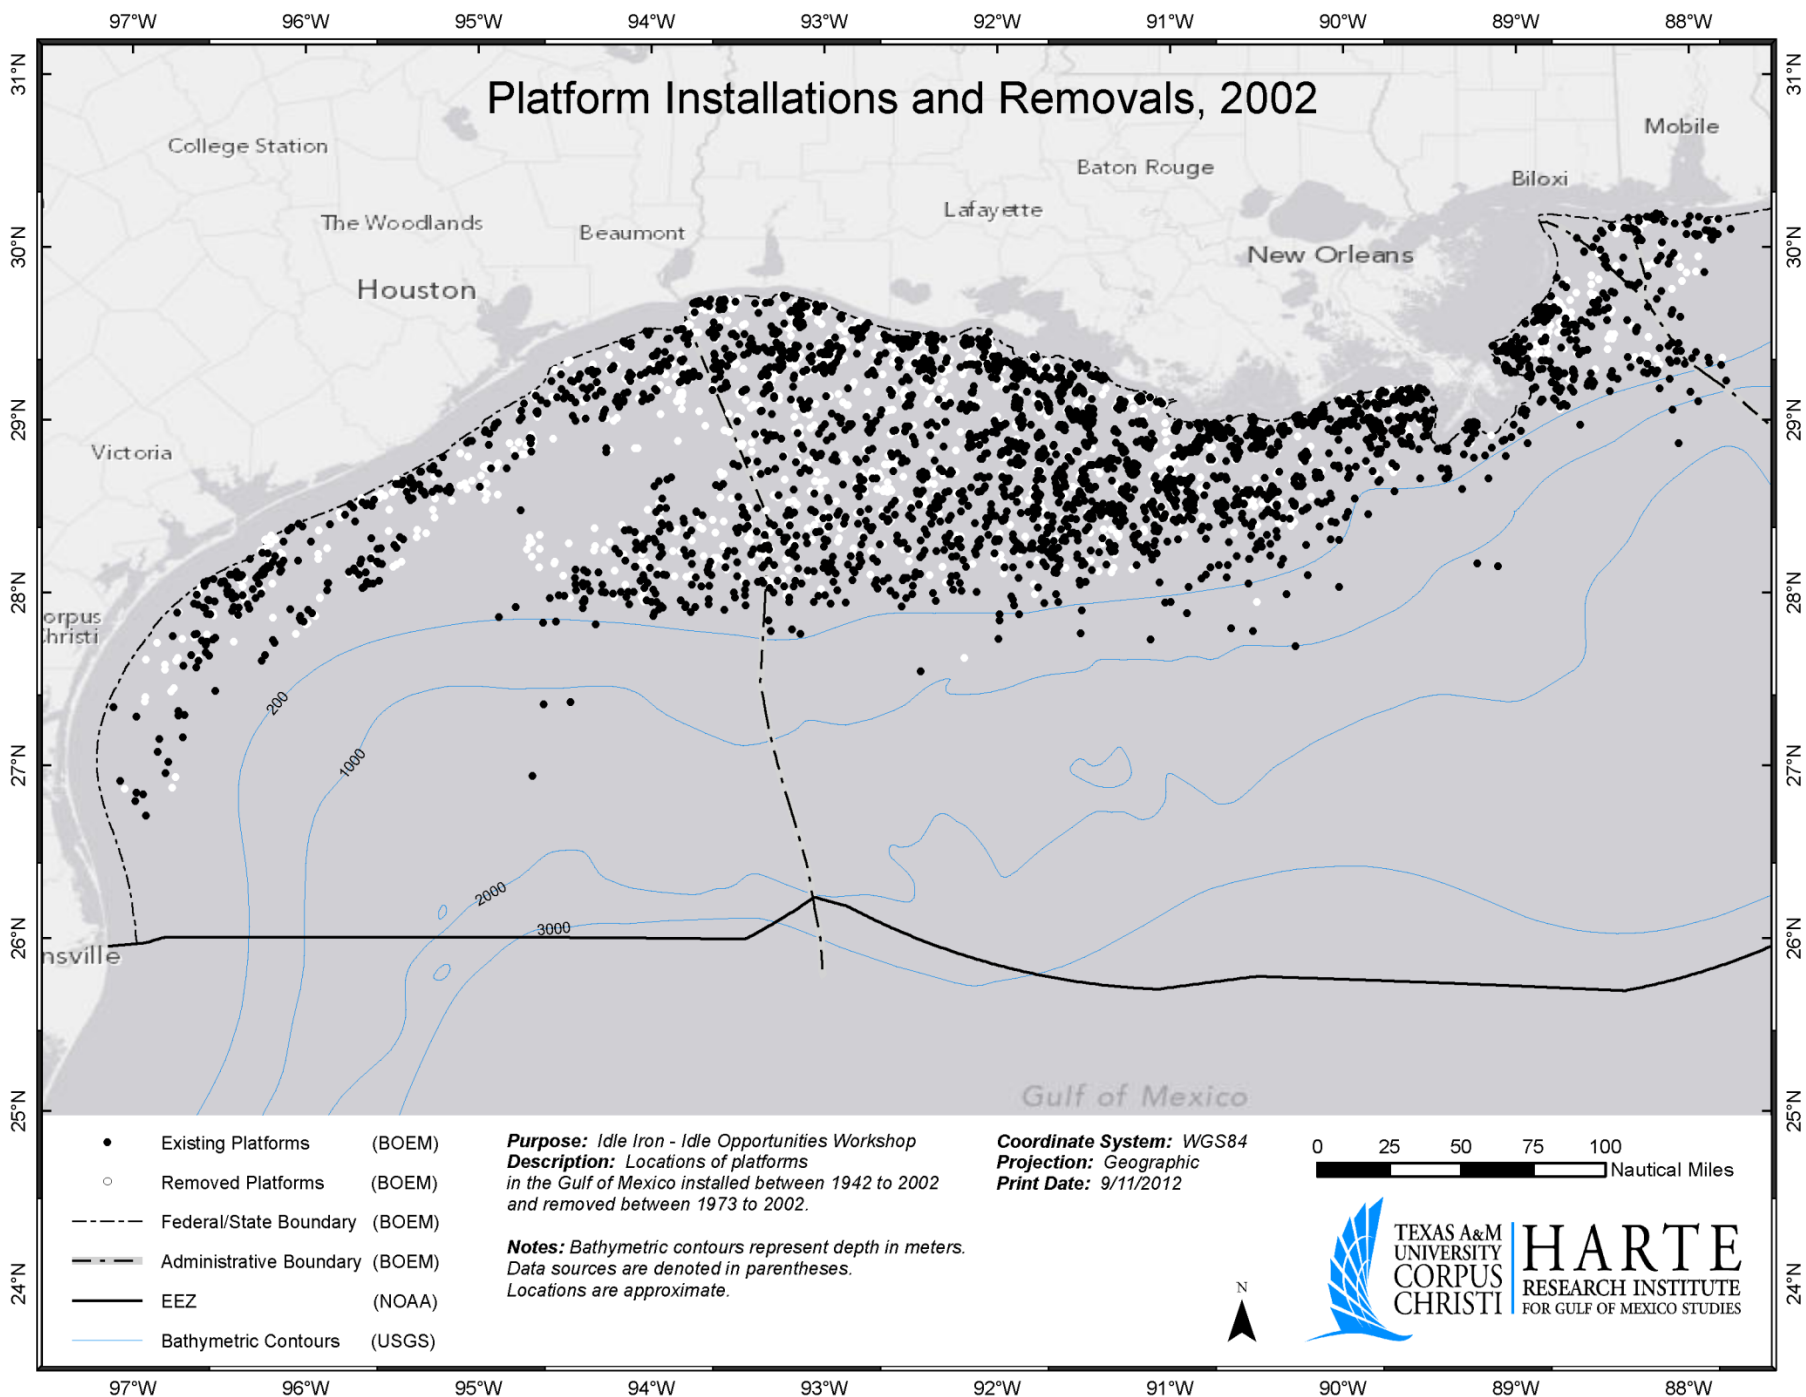 97°W 96°W 95°W 94°W 93°W 92°W 91°W 90°W 89°W 88°W
31°N 31°N
Platform Installations and Removals, 2002
Mobile
College Station
Baton Rouge
Biloxi
Lafayette
The Woodlands
Beaumont
30°N 30°N
New Orleans
Houston
29°N 29°N
Victoria
28°N 28°N
orpus
Christi
200
1000
27°N 27°N
2000
3000
26°N 26°N
nsville
Gulf of Mexico
25°N 25°N
Existing Platforms (BOEM)
Removed Platforms (BOEM)
Federal/State Boundary (BOEM)
Administrative Boundary (BOEM)
EEZ (NOAA)
Bathymetric Contours (USGS)
Purpose: Idle Iron - Idle Opportunities Workshop
Description: Locations of platforms
in the Gulf of Mexico installed between 1942 to 2002
and removed between 1973 to 2002.
Notes: Bathymetric contours represent depth in meters.
Data sources are denoted in parentheses.
Locations are approximate.
Coordinate System: WGS84
Projection: Geographic
Print Date: 9/11/2012
0 25 50 75 100
Nautical Miles
N
TEXAS A&M
UNIVERSITY
CORPUS
CHRISTI
HARTE
RESEARCH INSTITUTE
FOR GULF OF MEXICO STUDIES
24°N 24°N
97°W 96°W 95°W 94°W 93°W 92°W 91°W 90°W 89°W 88°W